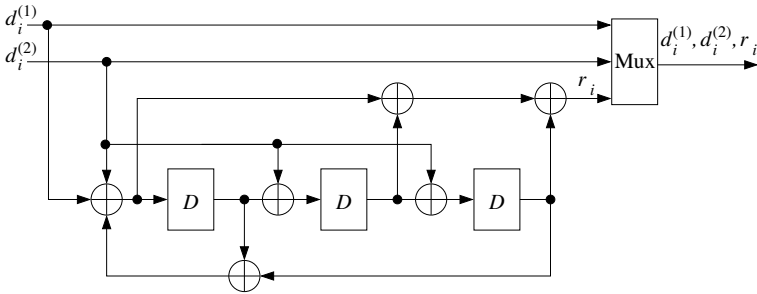 d_i^{(1)}
d_i^{(2)}
Mux
d_i^{(1)}, d_i^{(2)}, r_i
r_i
D
D
D